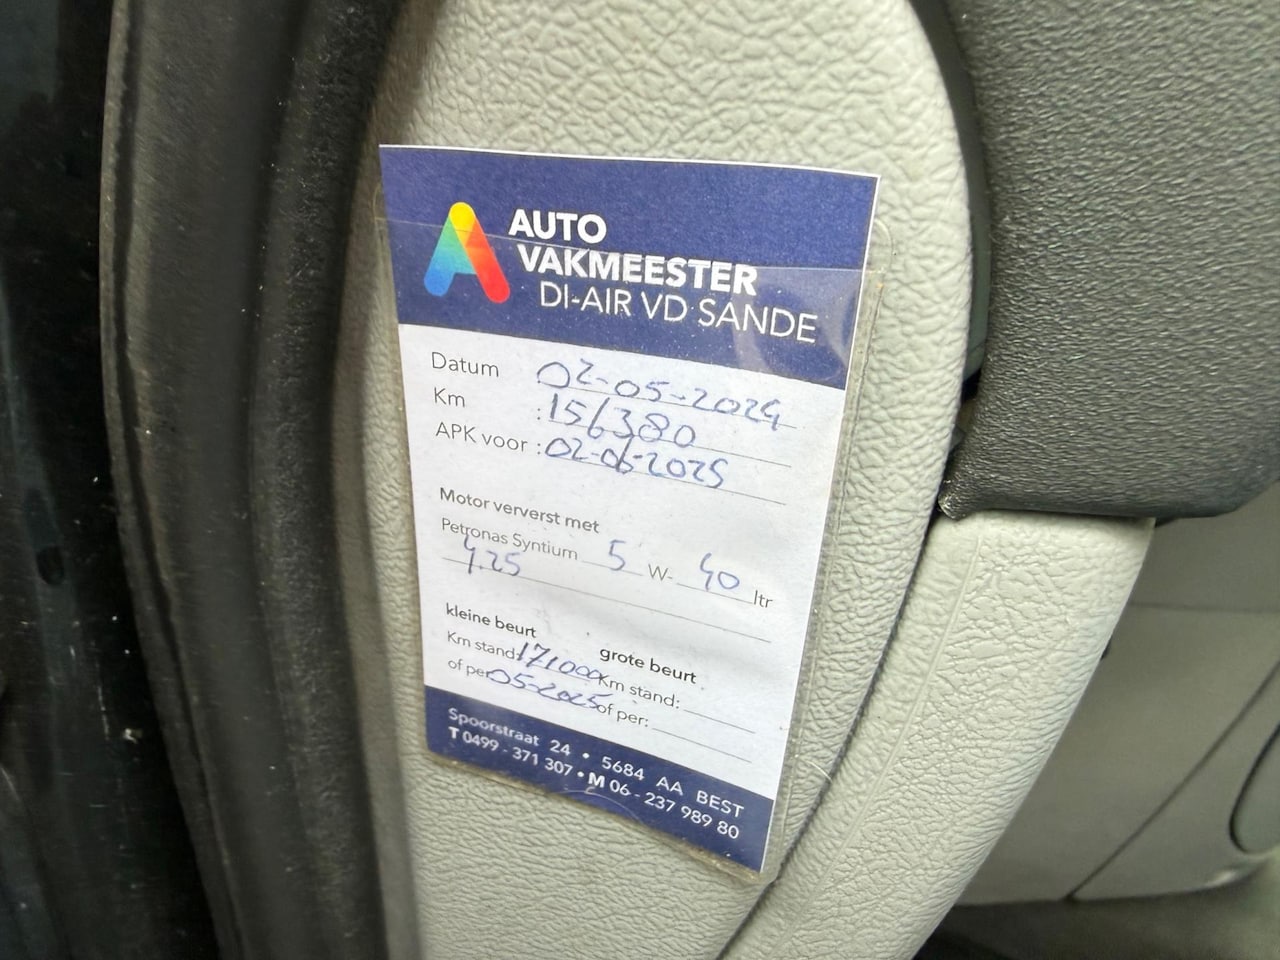 AUTO
VAKMEESTER
DI-AIR VD SANDE
Datum 02-05-2024
Km : 156380
APK voor : 02-06-2025
Motor ververst met
Petronas Syntium 5 W- 40 ltr
4.25
kleine beurt grote beurt
Km stand: 171000 Km stand:
of per: 05-2025 of per:
Spoorstraat 24 • 5684 AA BEST
T 0499 - 371 307 • M 06 - 237 989 80